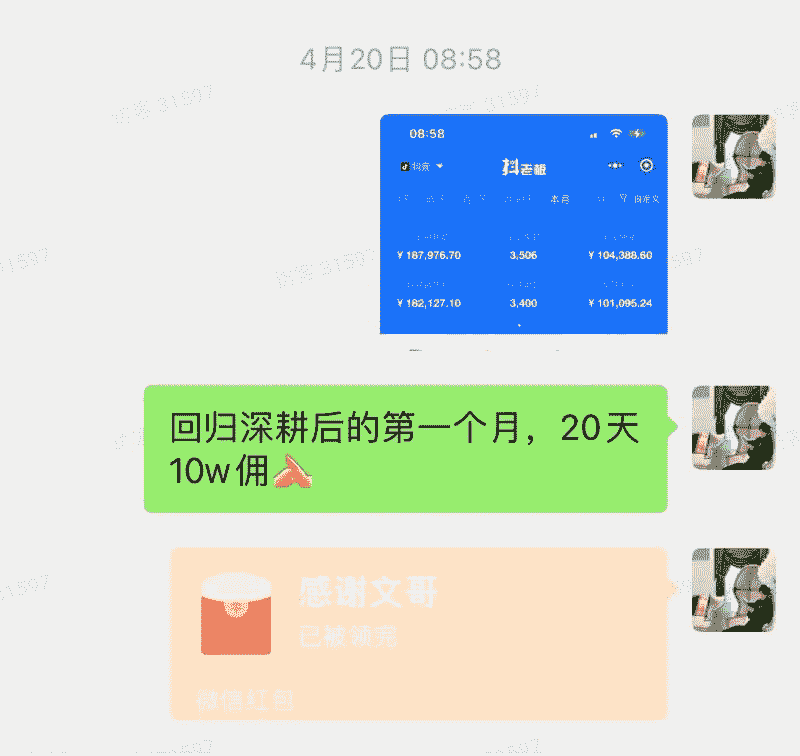 4月20日 08:58
08:58
抖老板
本月
自定义
¥ 187,976.70 3,506 ¥ 104,388.60
¥ 182,127.10 3,400 ¥ 101,095.24
回归深耕后的第一个月，20天
10w佣
感谢文哥
已被领完
微信红包